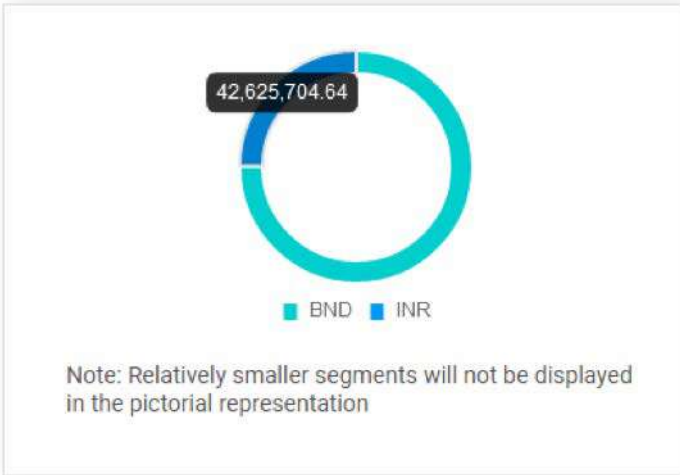 42,625,704.64
BND INR
Note: Relatively smaller segments will not be displayed
in the pictorial representation